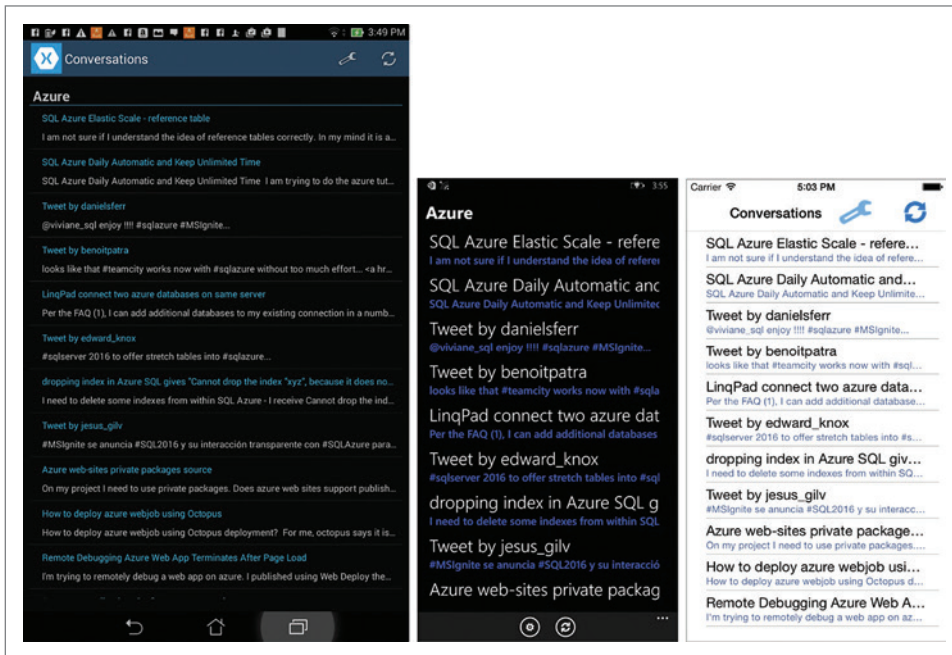 3:49 PM
Conversations
Azure
SQL Azure Elastic Scale - reference table
I am not sure if I understand the idea of reference tables correctly. In my mind it is a...
SQL Azure Daily Automatic and Keep Unlimited Time
SQL Azure Daily Automatic and Keep Unlimited Time I am trying to do the azure tut...
Tweet by danielsferr
@viviane_sql enjoy !!!! #sqlazure #MSIgnite...
Tweet by benoitpatra
looks like that #teamcity works now with #sqlazure without too much effort... <a hr...
LinqPad connect two azure databases on same server
Per the FAQ (1), I can add additional databases to my existing connection in a numb...
Tweet by edward_knox
#sqlserver 2016 to offer stretch tables into #sqlazure...
dropping index in Azure SQL gives "Cannot drop the index "xyz", because it does no...
I need to delete some indexes from within SQL Azure - I receive Cannot drop the ind...
Tweet by jesus_gilv
#MSIgnite se anuncia #SQL2016 y su interacción transparente con #SQLAzure para...
Azure web-sites private packages source
On my project I need to use private packages. Does azure web sites support publish...
How to deploy azure webjob using Octopus
How to deploy azure webjob using Octopus deployment? For me, octopus says it is...
Remote Debugging Azure Web App Terminates After Page Load
I'm trying to remotely debug a web app on azure. I published using Web Deploy the...
3:55
Azure
SQL Azure Elastic Scale - refere
I am not sure if I understand the idea of refere
SQL Azure Daily Automatic and
SQL Azure Daily Automatic and Keep Unlimited
Tweet by danielsferr
@viviane_sql enjoy !!!! #sqlazure #MSIgnite...
Tweet by benoitpatra
looks like that #teamcity works now with #sqla
LinqPad connect two azure dat
Per the FAQ (1), I can add additional databases
Tweet by edward_knox
#sqlserver 2016 to offer stretch tables into #sql
dropping index in Azure SQL g
I need to delete some indexes from within SQL
Tweet by jesus_gilv
#MSIgnite se anuncia #SQL2016 y su interacció
Azure web-sites private packag
...
Carrier 5:03 PM
Conversations
SQL Azure Elastic Scale - refere...
I am not sure if I understand the idea of refere...
SQL Azure Daily Automatic and...
SQL Azure Daily Automatic and Keep Unlimite...
Tweet by danielsferr
@viviane_sql enjoy !!!! #sqlazure #MSIgnite...
Tweet by benoitpatra
looks like that #teamcity works now with #sqla...
LinqPad connect two azure data...
Per the FAQ (1), I can add additional database...
Tweet by edward_knox
#sqlserver 2016 to offer stretch tables into #s...
dropping index in Azure SQL giv...
I need to delete some indexes from within SQ...
Tweet by jesus_gilv
#MSIgnite se anuncia #SQL2016 y su interacc...
Azure web-sites private package...
On my project I need to use private packages....
How to deploy azure webjob usi...
How to deploy azure webjob using Octopus d...
Remote Debugging Azure Web A...
I'm trying to remotely debug a web app on az...